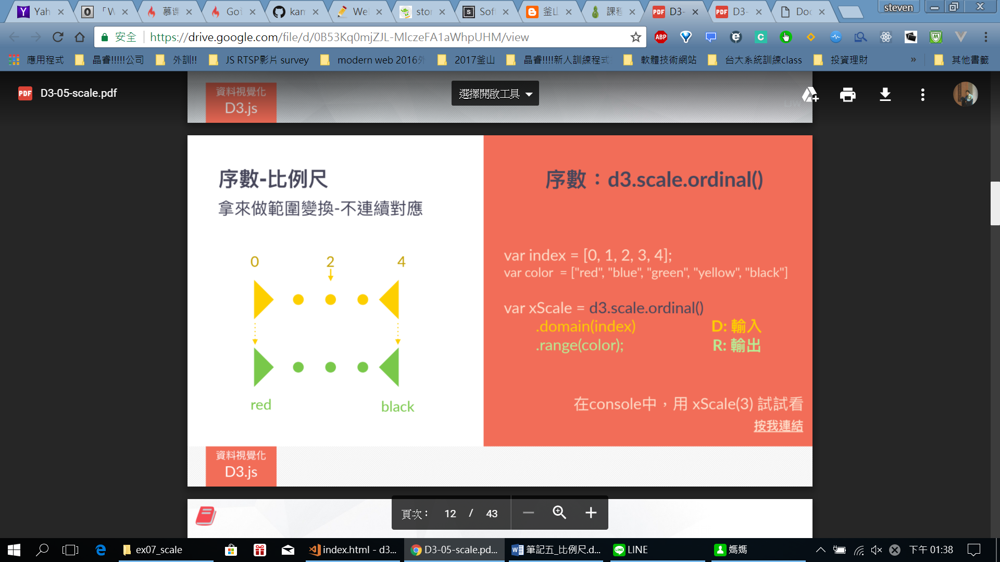 Yah
「W
慕课
Go
kan
We
stor
Sof
釜山
課程
D3-
D3-
Doc
steven
安全
https://drive.google.com/file/d/0B53Kq0mjZJL-MlczeFA1aWhpUHM/view
應用程式
晶睿!!!!!公司
外訓!!
JS RTSP影片 survey
modern web 2016外
2017釜山
晶睿!!!!新人訓練程式
軟體技術網站
台大系統訓練class
投資理財
»
其他書籤
PDF
D3-05-scale.pdf
選擇開啟工具
資料視覺化
D3.js
序數-比例尺
拿來做範圍變換-不連續對應
0 2 4
red black
序數：d3.scale.ordinal()
var index = [0, 1, 2, 3, 4];
var color = ["red", "blue", "green", "yellow", "black"]
var xScale = d3.scale.ordinal()
.domain(index) D: 輸入
.range(color); R: 輸出
在console中，用 xScale(3) 試試看
按我連結
資料視覺化
D3.js
頁次： 12 / 43
ex07_scale
index.html - d3...
D3-05-scale.pd...
筆記五_比例尺.d...
LINE
媽媽
下午 01:38